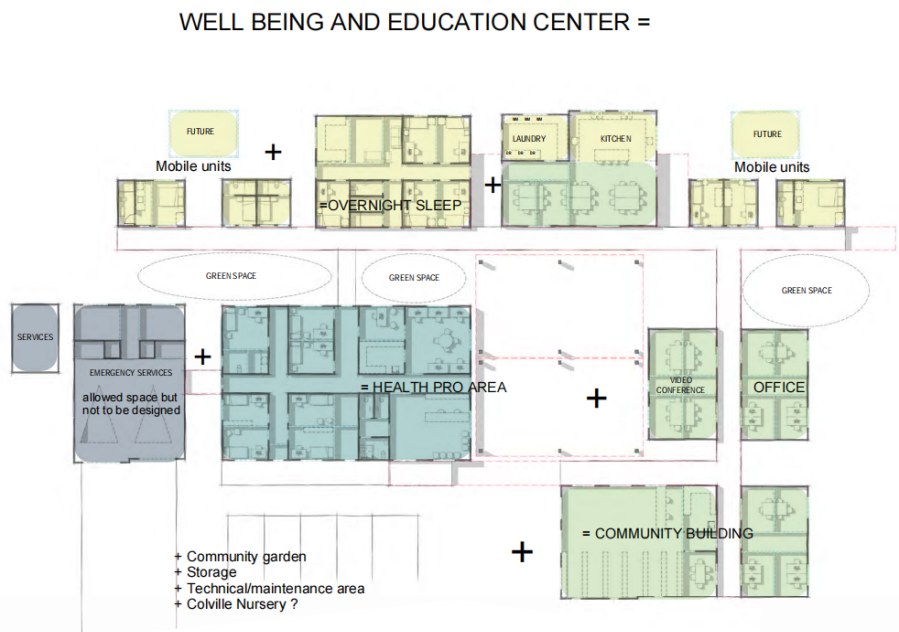 WELL BEING AND EDUCATION CENTER =
FUTURE
Mobile units
+
LAUNDRY
KITCHEN
FUTURE
Mobile units
+
=OVERNIGHT SLEEP
GREEN SPACE
GREEN SPACE
GREEN SPACE
SERVICES
EMERGENCY SERVICES
allowed space but
not to be designed
+
= HEALTH PRO AREA
+
VIDEO
CONFERENCE
OFFICE
= COMMUNITY BUILDING
+
+ Community garden
+ Storage
+ Technical/maintenance area
+ Colville Nursery ?